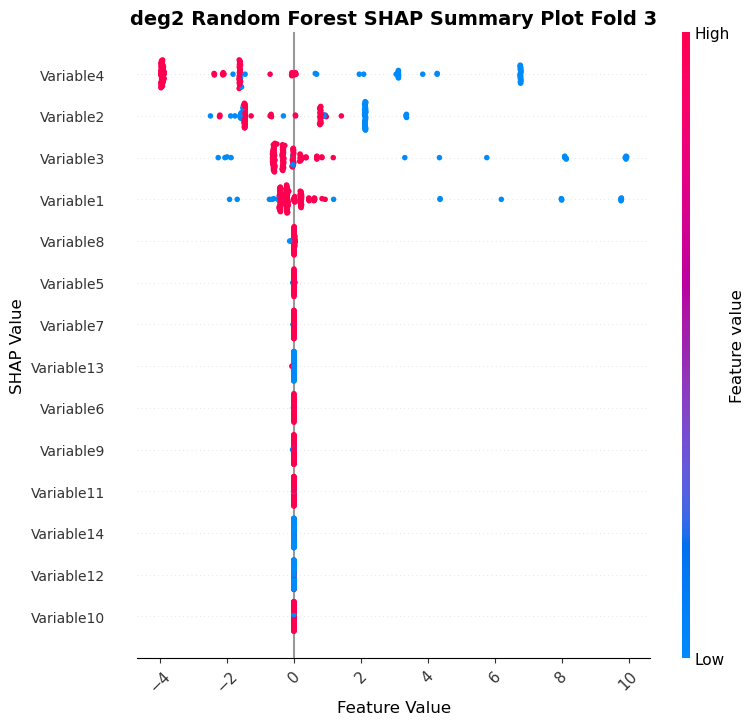 deg2 Random Forest SHAP Summary Plot Fold 3
High
Variable4
Variable2
Variable3
Variable1
Variable8
Variable5
Variable7
Variable13
Variable6
Variable9
Variable11
Variable14
Variable12
Variable10
SHAP Value
Feature value
Low
−4
−2
0
2
4
6
8
10
Feature Value